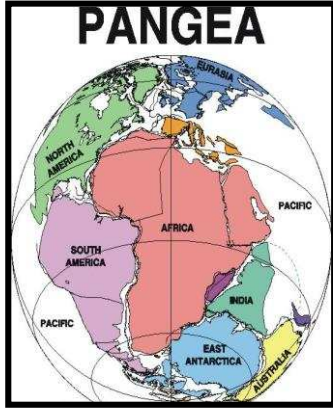 PANGEA
EURASIA
NORTH
AMERICA
PACIFIC
AFRICA
SOUTH
AMERICA
INDIA
PACIFIC
EAST
ANTARCTICA
AUSTRALIA